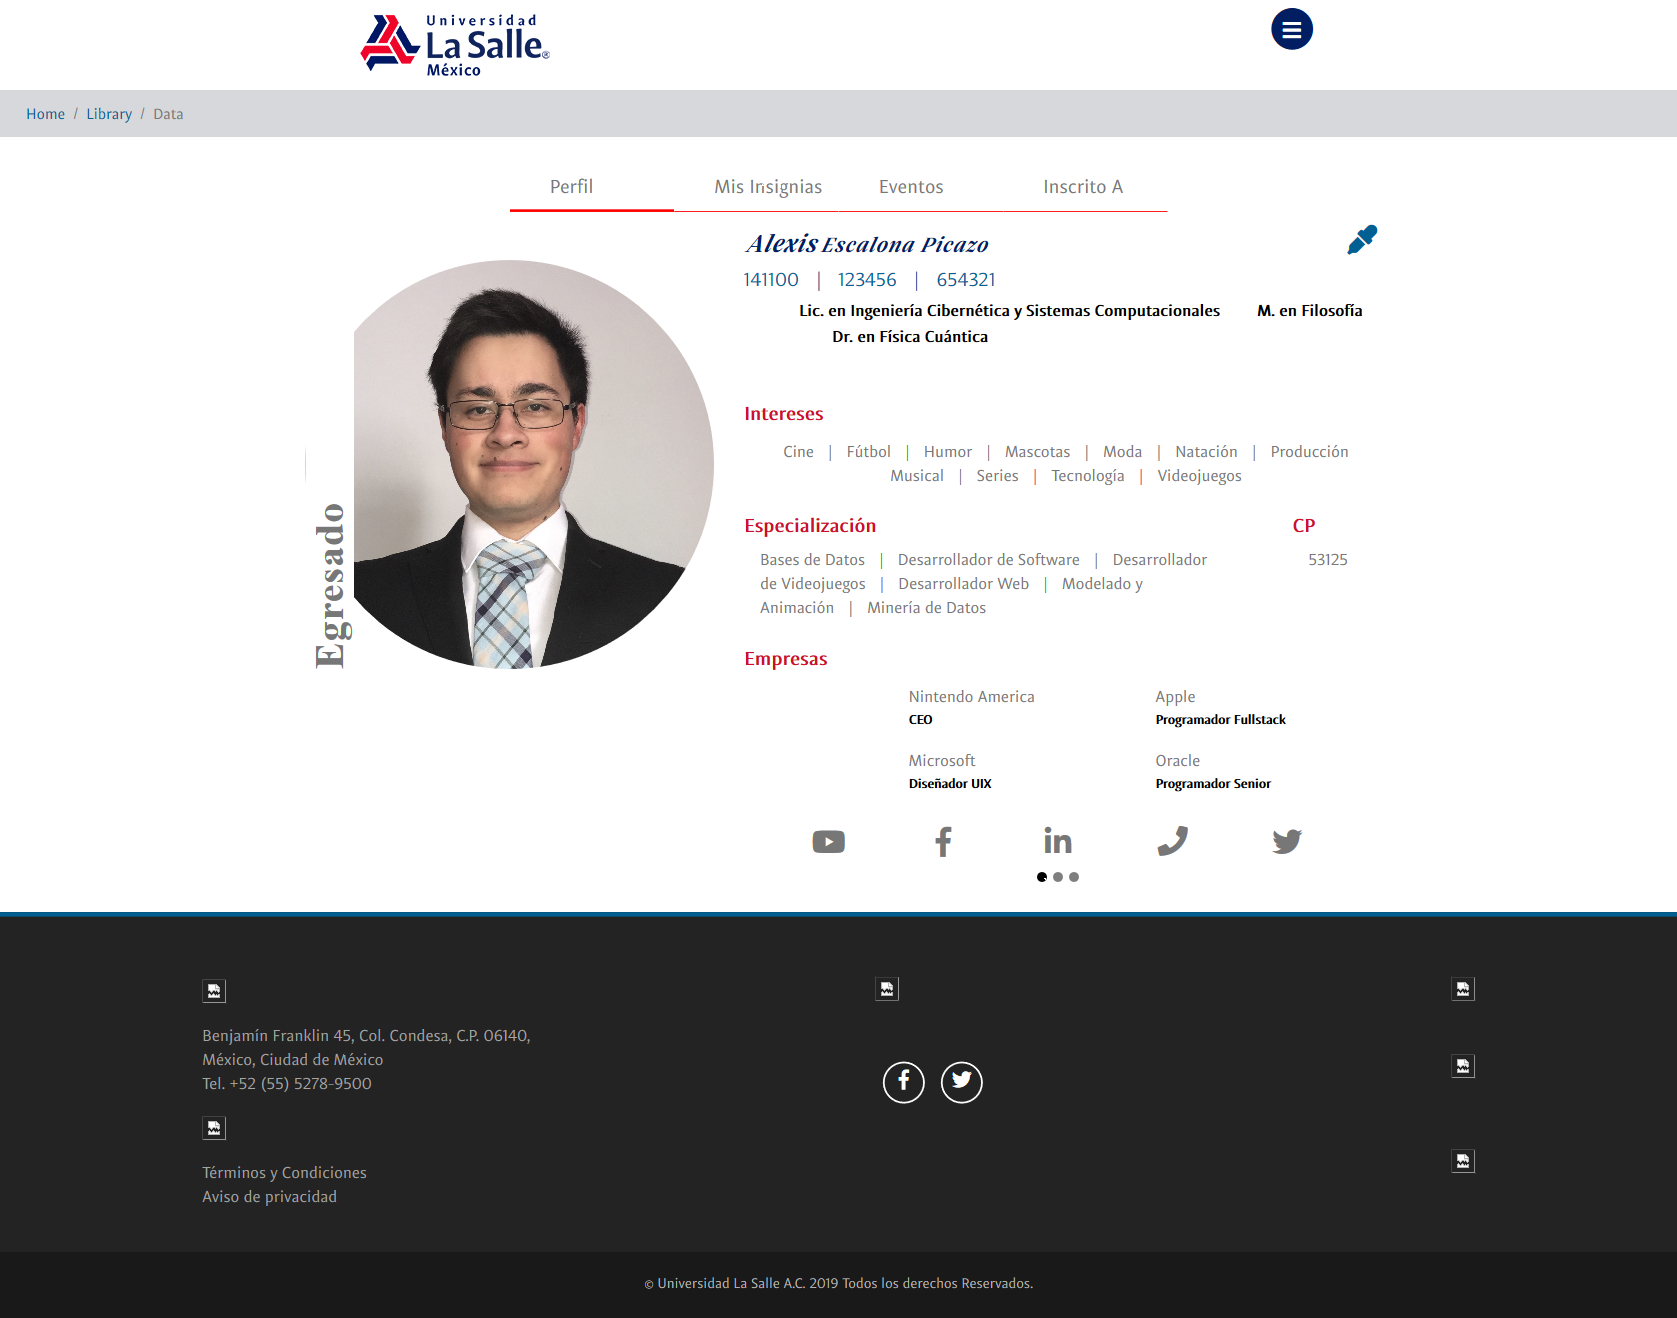 Universidad
La Salle®
México
Home / Library / Data
Perfil Mis Insignias Eventos Inscrito A
Alexis Escalona Picazo
141100 | 123456 | 654321
Lic. en Ingeniería Cibernética y Sistemas Computacionales M. en Filosofía
Dr. en Física Cuántica
Egresado
Intereses
Cine | Fútbol | Humor | Mascotas | Moda | Natación | Producción
Musical | Series | Tecnología | Videojuegos
Especialización CP
Bases de Datos | Desarrollador de Software | Desarrollador 53125
de Videojuegos | Desarrollador Web | Modelado y
Animación | Minería de Datos
Empresas
Nintendo America Apple
CEO Programador Fullstack
Microsoft Oracle
Diseñador UIX Programador Senior
Benjamín Franklin 45, Col. Condesa, C.P. 06140,
México, Ciudad de México
Tel. +52 (55) 5278-9500
Términos y Condiciones
Aviso de privacidad
© Universidad La Salle A.C. 2019 Todos los derechos Reservados.